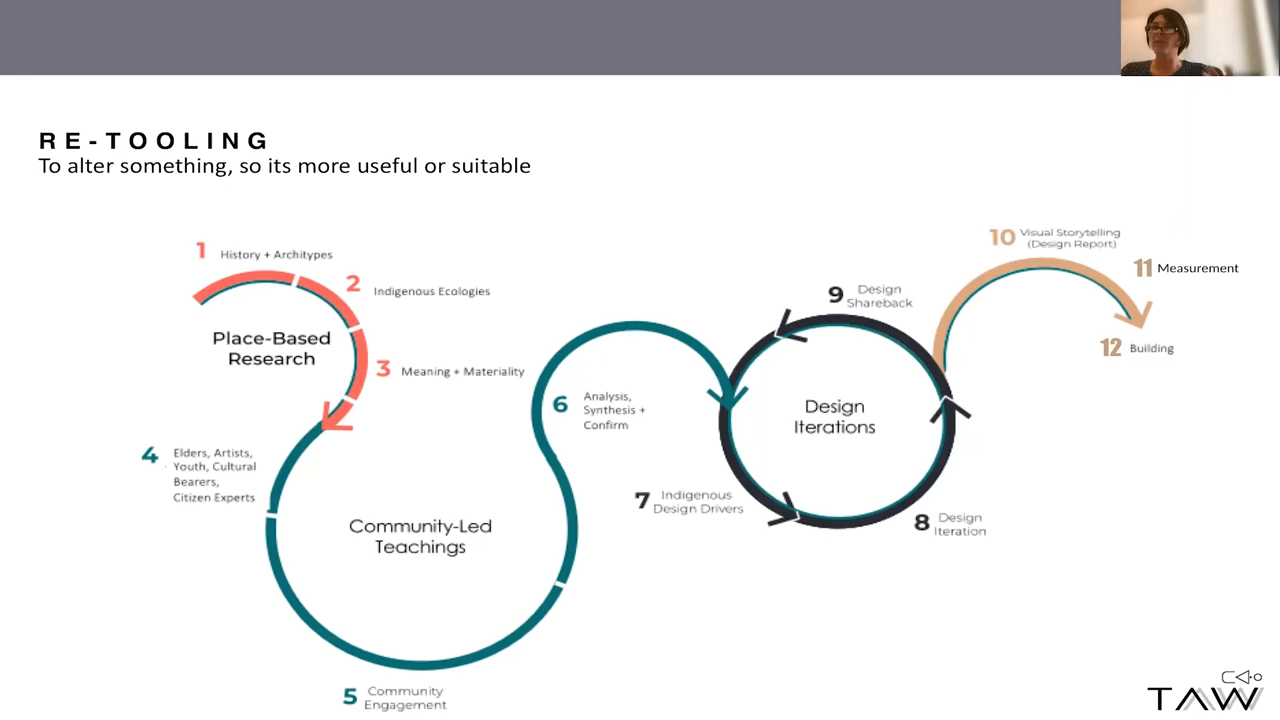 RE-TOOLING
To alter something, so its more useful or suitable
1 History + Architypes
2 Indigenous Ecologies
Place-Based
Research
3 Meaning + Materiality
4 Elders, Artists,
Youth, Cultural
Bearers,
Citizen Experts
Community-Led
Teachings
5 Community
Engagement
6 Analysis,
Synthesis +
Confirm
7 Indigenous
Design Drivers
Design
Iterations
8 Design
Iteration
9 Design
Shareback
10 Visual Storytelling
(Design Report)
11 Measurement
12 Building
TAW